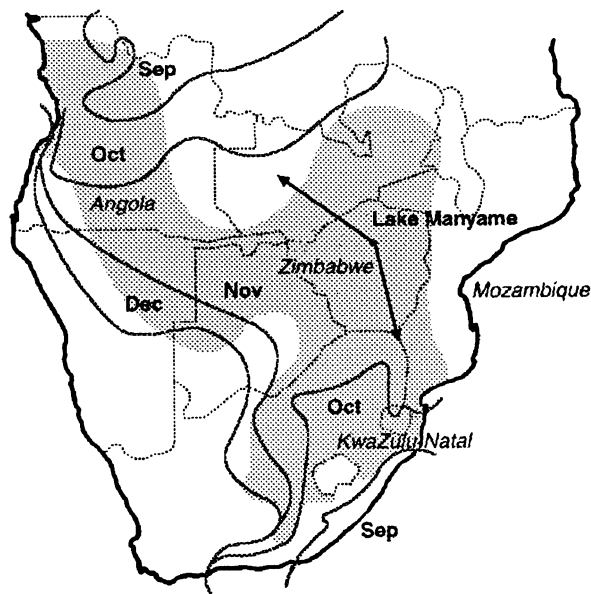 Sep
Oct
Angola
Lake Manyame
Zimbabwe
Dec
Nov
Mozambique
Oct
KwaZulu-Natal
Sep